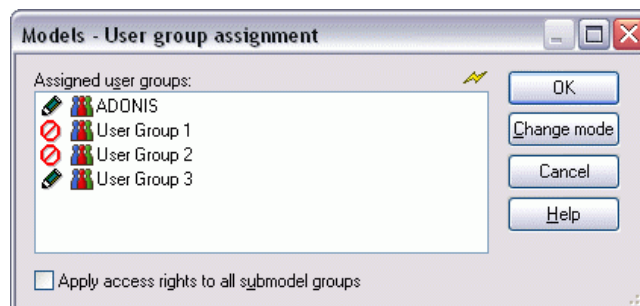 Models - User group assignment
Assigned user groups:
ADONIS
User Group 1
User Group 2
User Group 3
OK
Change mode
Cancel
Help
Apply access rights to all submodel groups